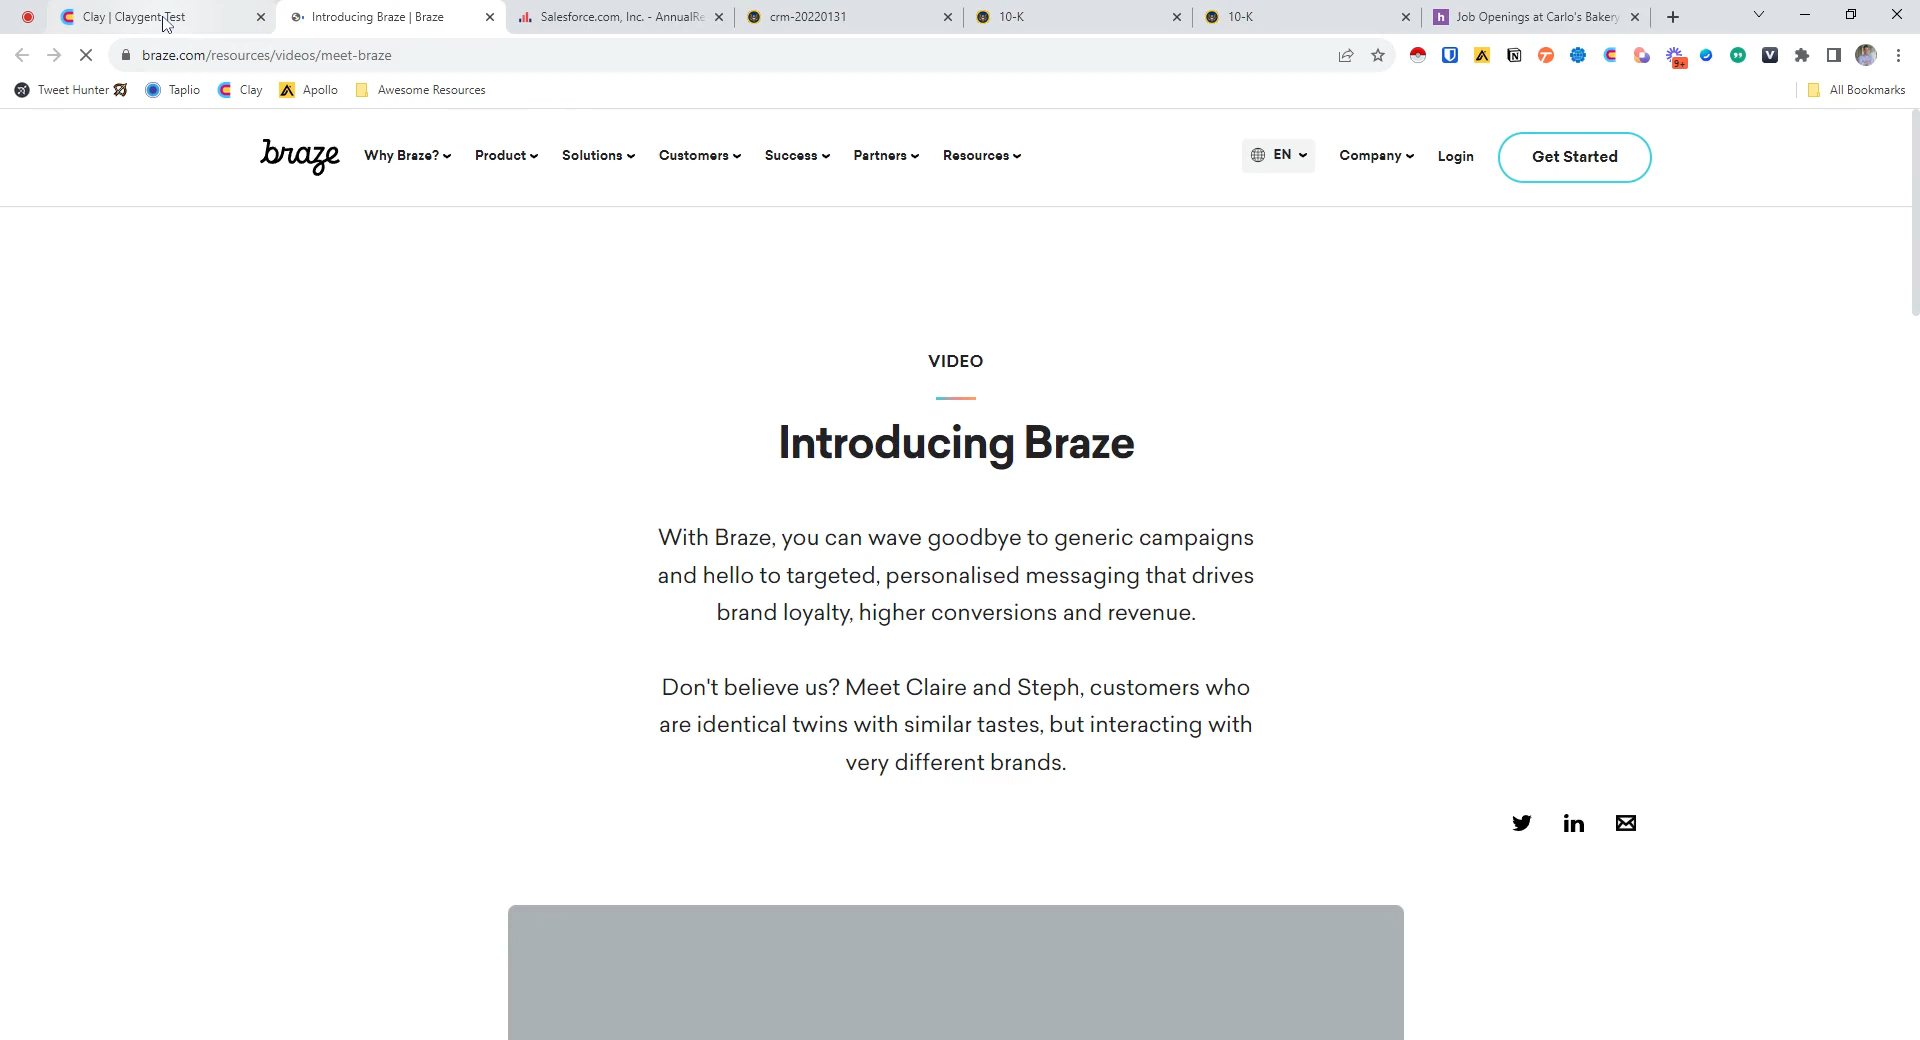 Clay | Claygent Test
Introducing Braze | Braze
Salesforce.com, Inc. - AnnualRe
crm-20220131
10-K
10-K
Job Openings at Carlo's Bakery
braze.com/resources/videos/meet-braze
9+
Tweet Hunter
Taplio
Clay
Apollo
Awesome Resources
All Bookmarks
braze
Why Braze?
Product
Solutions
Customers
Success
Partners
Resources
EN
Company
Login
Get Started
VIDEO
Introducing Braze
With Braze, you can wave goodbye to generic campaigns
and hello to targeted, personalised messaging that drives
brand loyalty, higher conversions and revenue.
Don't believe us? Meet Claire and Steph, customers who
are identical twins with similar tastes, but interacting with
very different brands.